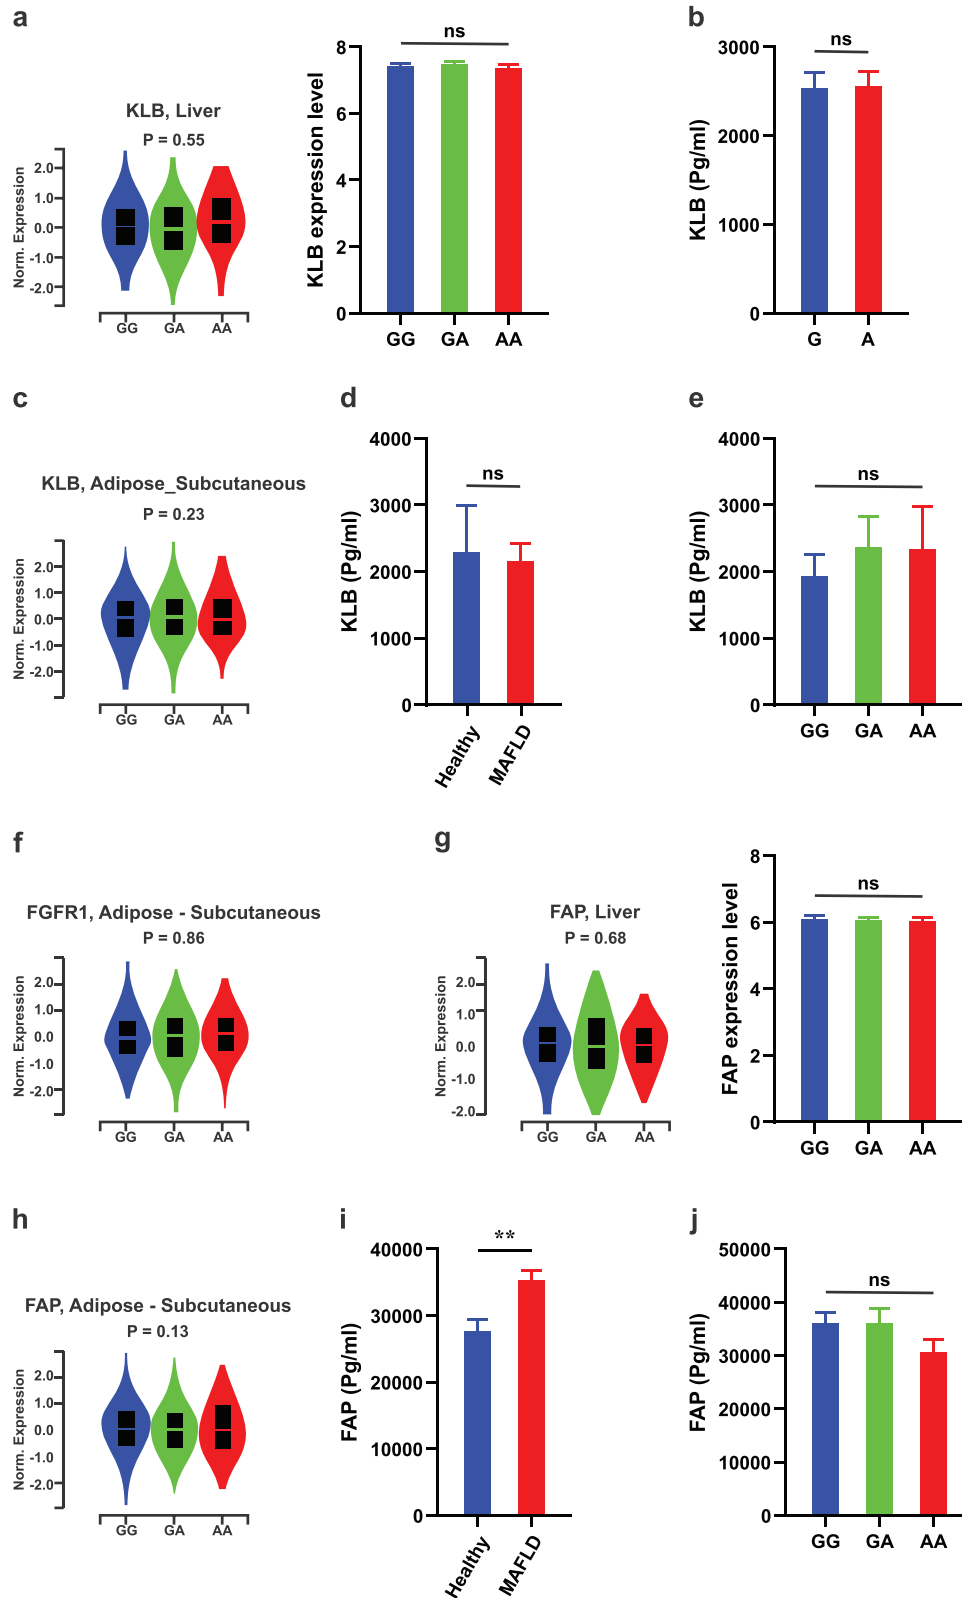 a
KLB, Liver
P = 0.55
Norm. Expression
2.0
1.0
0.0
-1.0
-2.0
GG GA AA
KLB expression level
8
6
4
2
0
ns
GG GA AA
b
KLB (Pg/ml)
3000
2000
1000
0
ns
G A
c
KLB, Adipose_Subcutaneous
P = 0.23
Norm. Expression
2.0
1.0
0.0
-1.0
-2.0
GG GA AA
d
KLB (Pg/ml)
4000
3000
2000
1000
0
ns
Healthy MAFLD
e
KLB (Pg/ml)
4000
3000
2000
1000
0
ns
GG GA AA
f
FGFR1, Adipose - Subcutaneous
P = 0.86
Norm. Expression
2.0
1.0
0.0
-1.0
-2.0
GG GA AA
g
FAP, Liver
P = 0.68
Norm. Expression
2.0
1.0
0.0
-1.0
-2.0
GG GA AA
FAP expression level
8
6
4
2
0
ns
GG GA AA
h
FAP, Adipose - Subcutaneous
P = 0.13
Norm. Expression
2.0
1.0
0.0
-1.0
-2.0
GG GA AA
i
FAP (Pg/ml)
40000
30000
20000
10000
0
**
Healthy MAFLD
j
FAP (Pg/ml)
50000
40000
30000
20000
10000
0
ns
GG GA AA